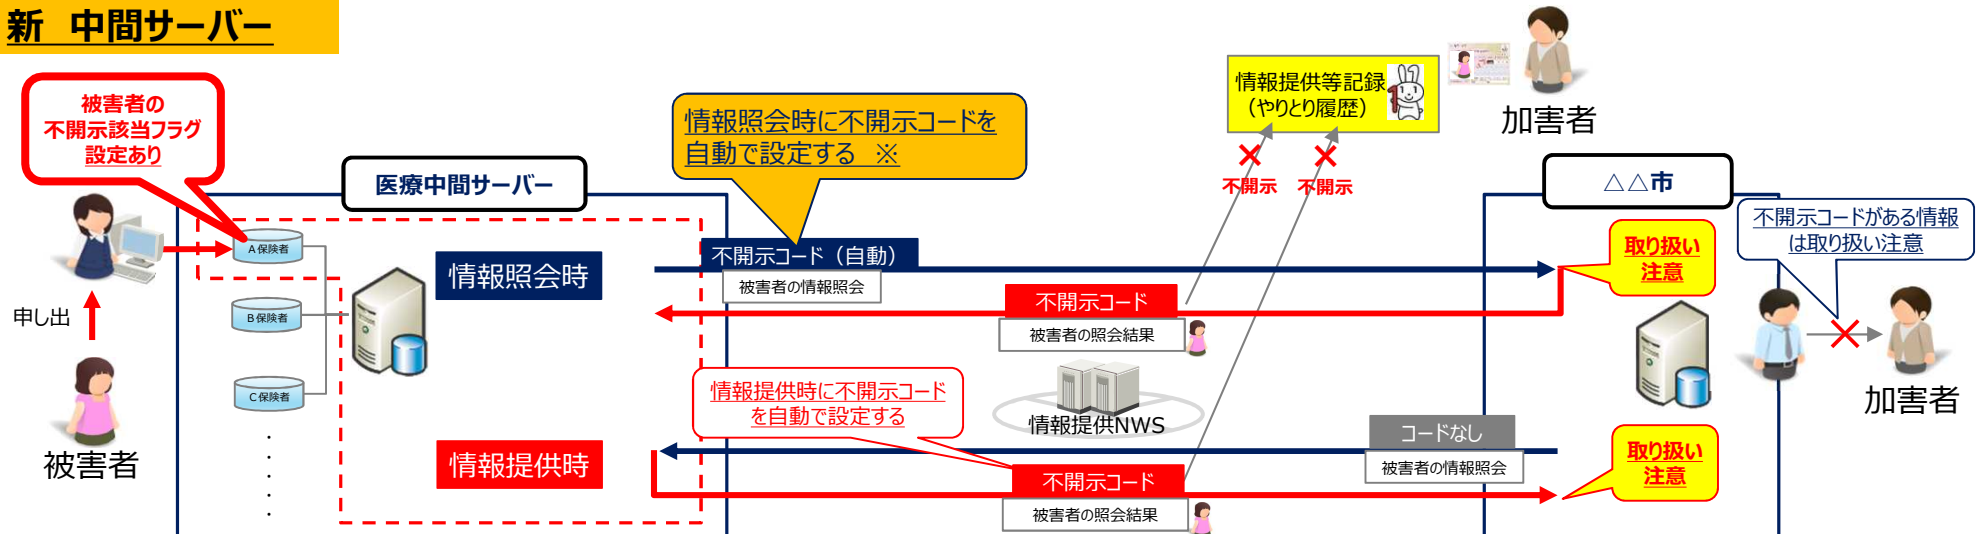 新 中間サーバー
被害者の
不開示該当フラグ
設定あり
医療中間サーバー
情報照会時に不開示コードを
自動で設定する ※
情報提供等記録
（やりとり履歴）
加害者
不開示
不開示
△△市
A保険者
B保険者
C保険者
・
・
・
・
・
申し出
被害者
情報照会時
不開示コード（自動）
被害者の情報照会
不開示コード
被害者の照会結果
取り扱い
注意
不開示コードがある情報
は取り扱い注意
加害者
情報提供時に不開示コード
を自動で設定する
情報提供NWS
情報提供時
コードなし
被害者の情報照会
不開示コード
被害者の照会結果
取り扱い
注意